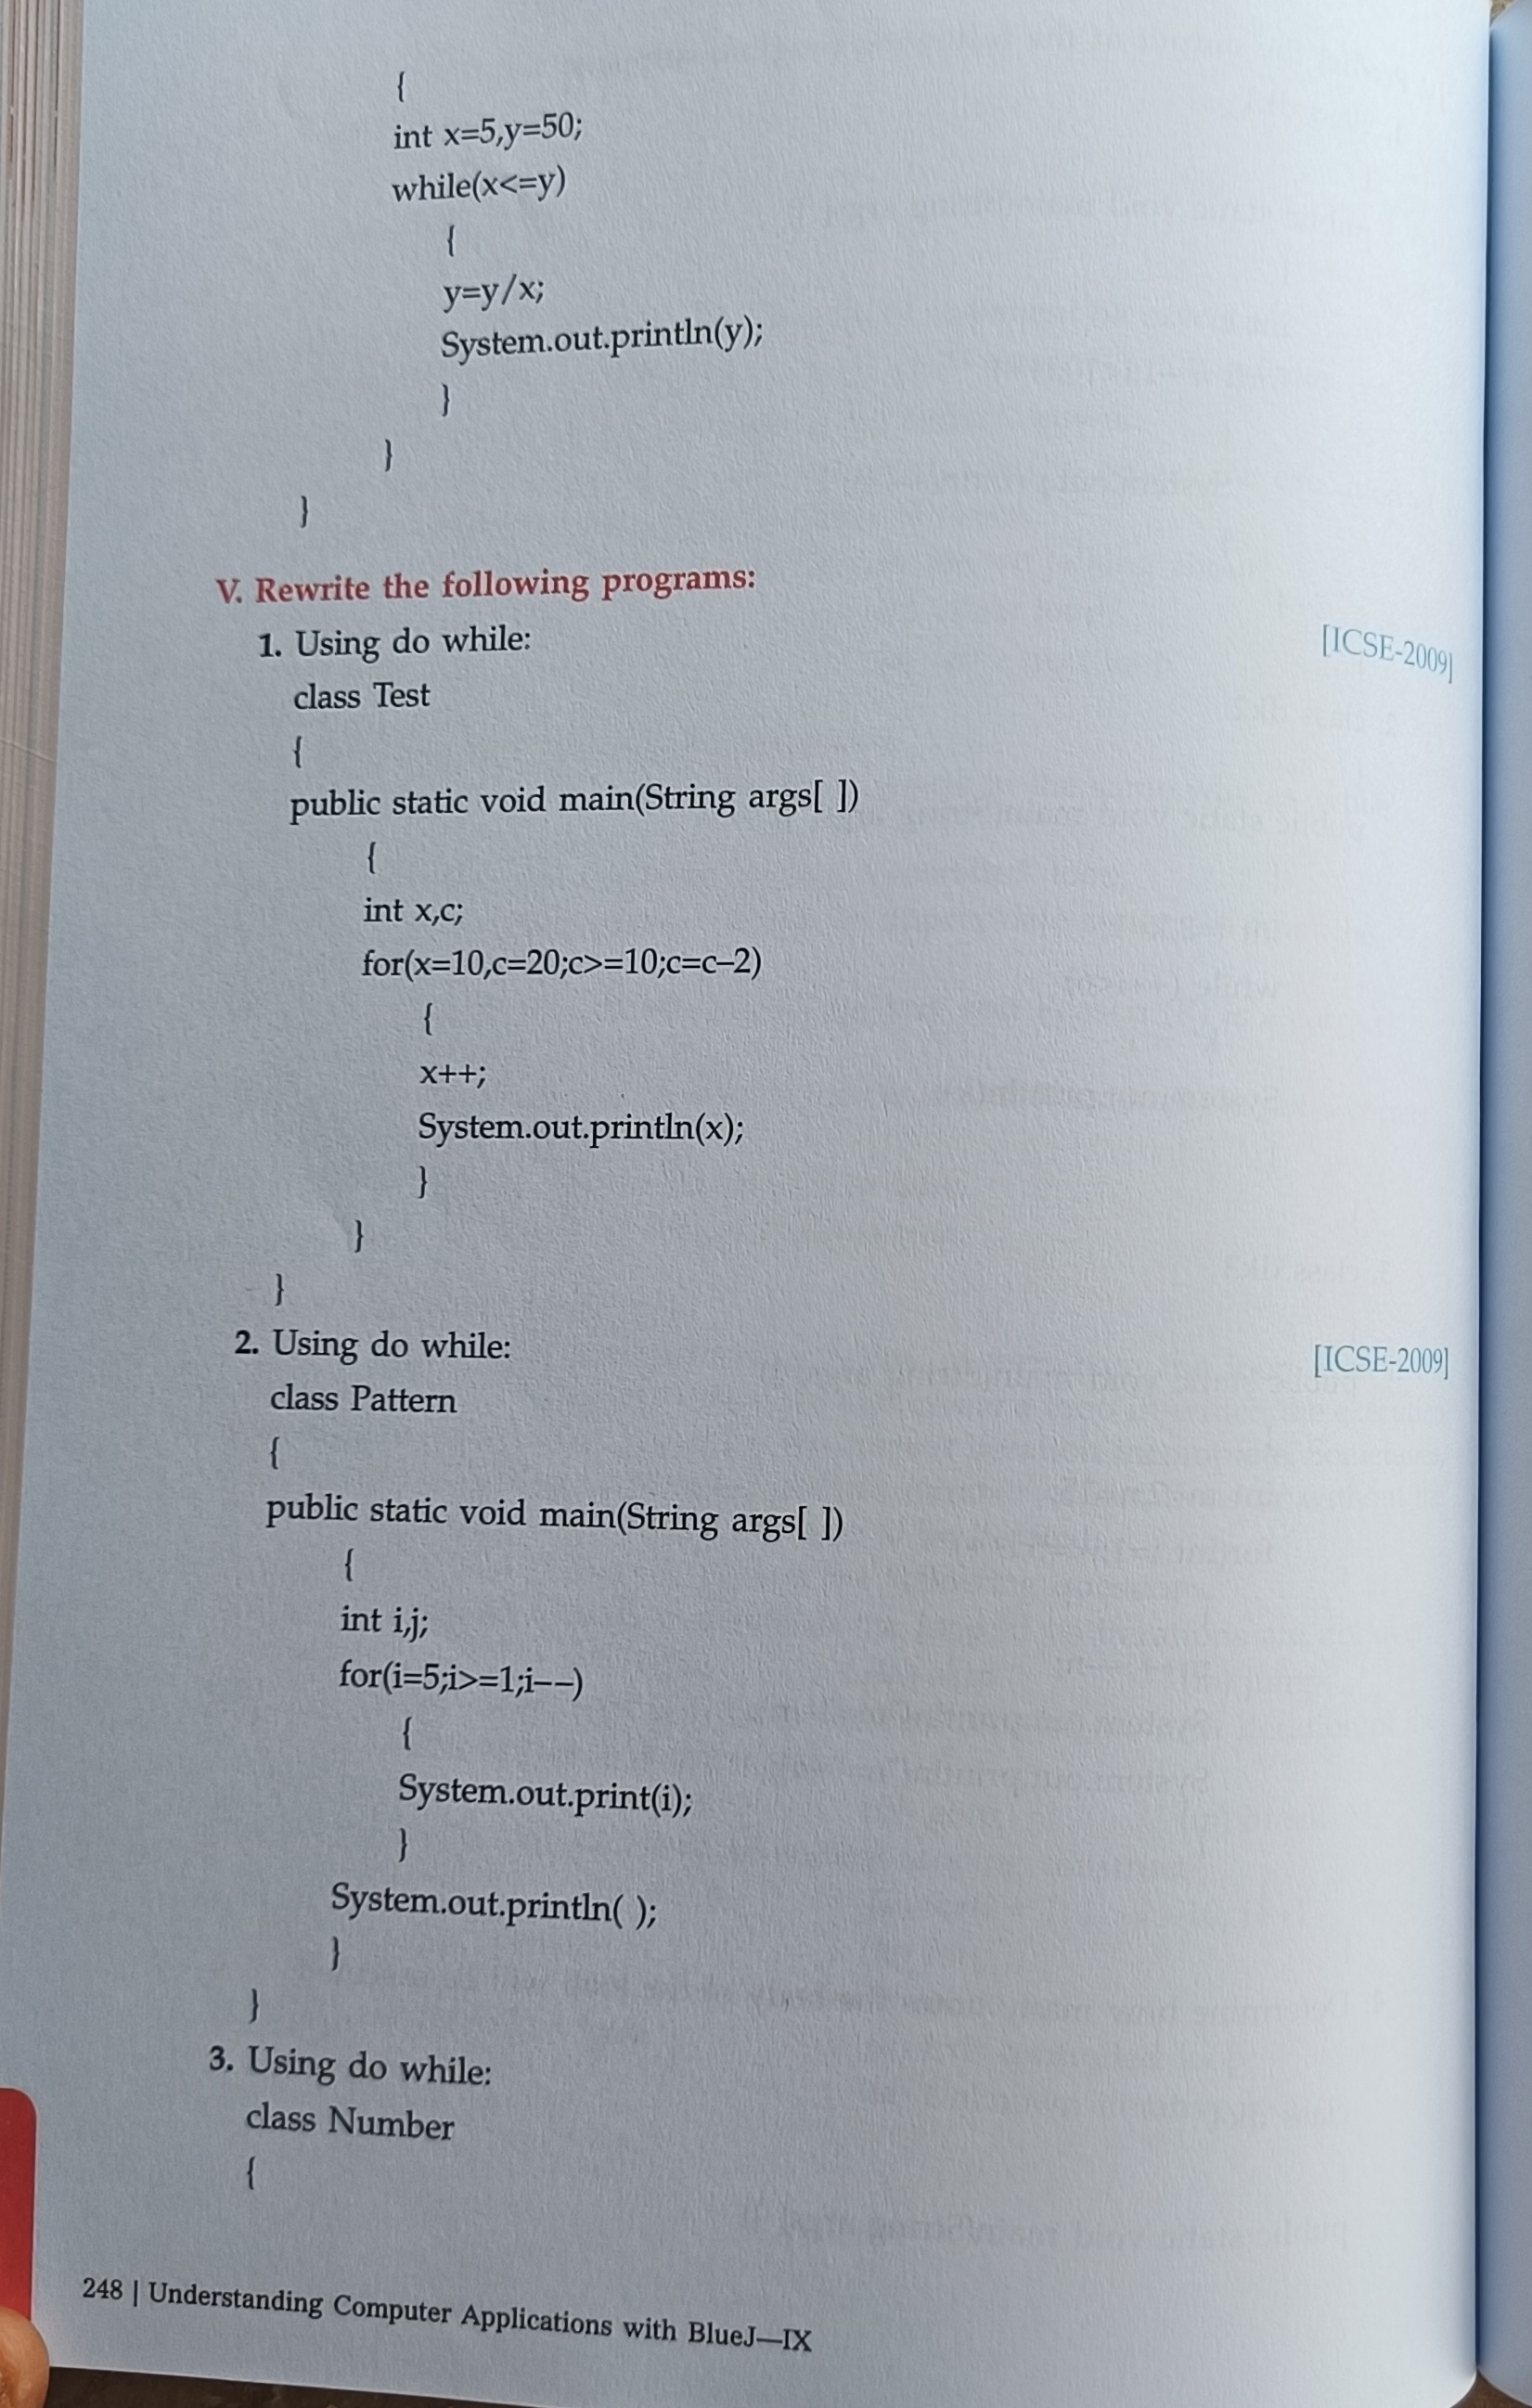 {
int x=5,y=50;
while(x<=y)
{
y=y/x;
System.out.println(y);
}
}
}
V. Rewrite the following programs:
1. Using do while: [ICSE-2009]
class Test
{
public static void main(String args[ ])
{
int x,c;
for(x=10,c=20;c>=10;c=c–2)
{
x++;
System.out.println(x);
}
}
}
2. Using do while: [ICSE-2009]
class Pattern
{
public static void main(String args[ ])
{
int i,j;
for(i=5;i>=1;i––)
{
System.out.print(i);
}
System.out.println( );
}
}
3. Using do while:
class Number
{
248 | Understanding Computer Applications with BlueJ—IX